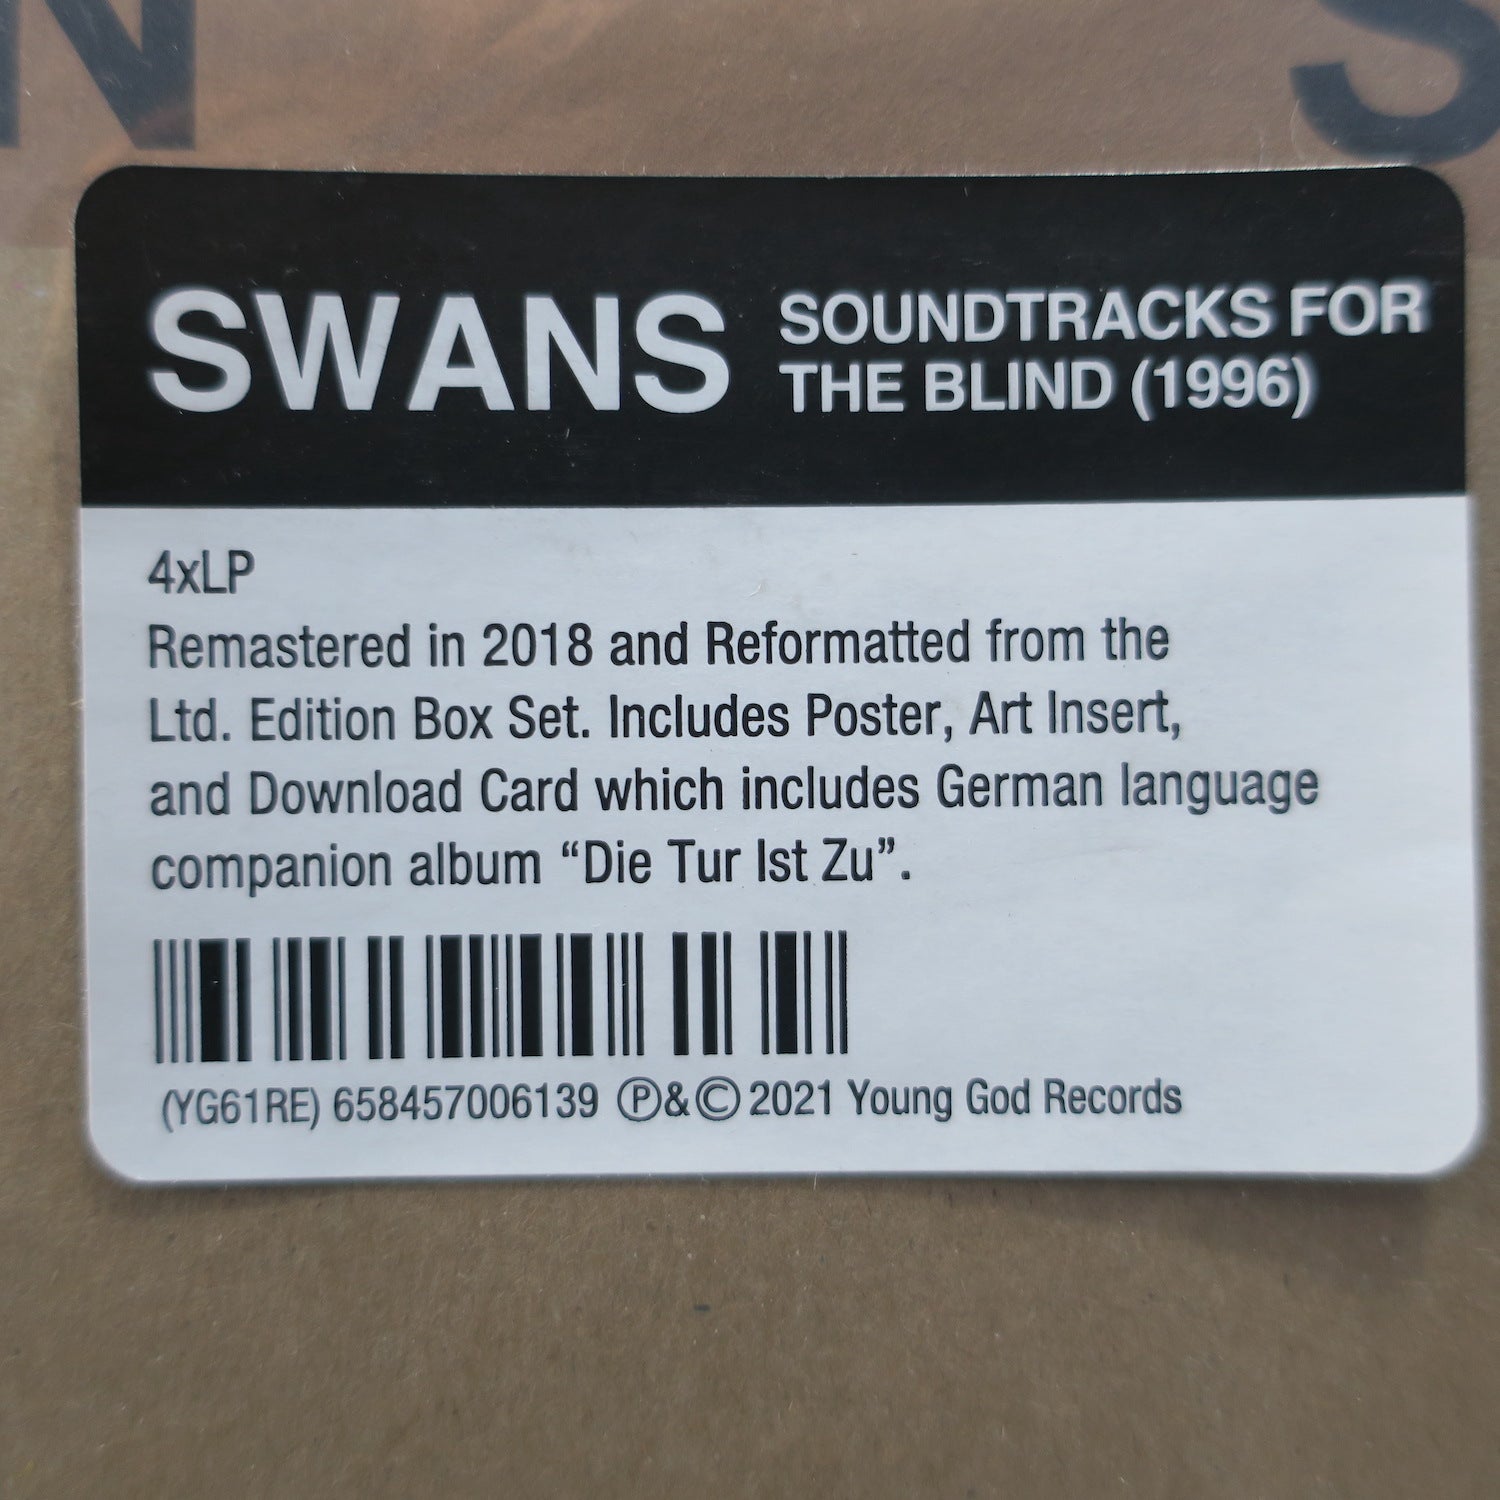 N S
SWANS SOUNDTRACKS FOR
THE BLIND (1996)
4xLP
Remastered in 2018 and Reformatted from the
Ltd. Edition Box Set. Includes Poster, Art Insert,
and Download Card which includes German language
companion album “Die Tur Ist Zu”.
(YG61RE) 658457006139 Ⓟ&© 2021 Young God Records